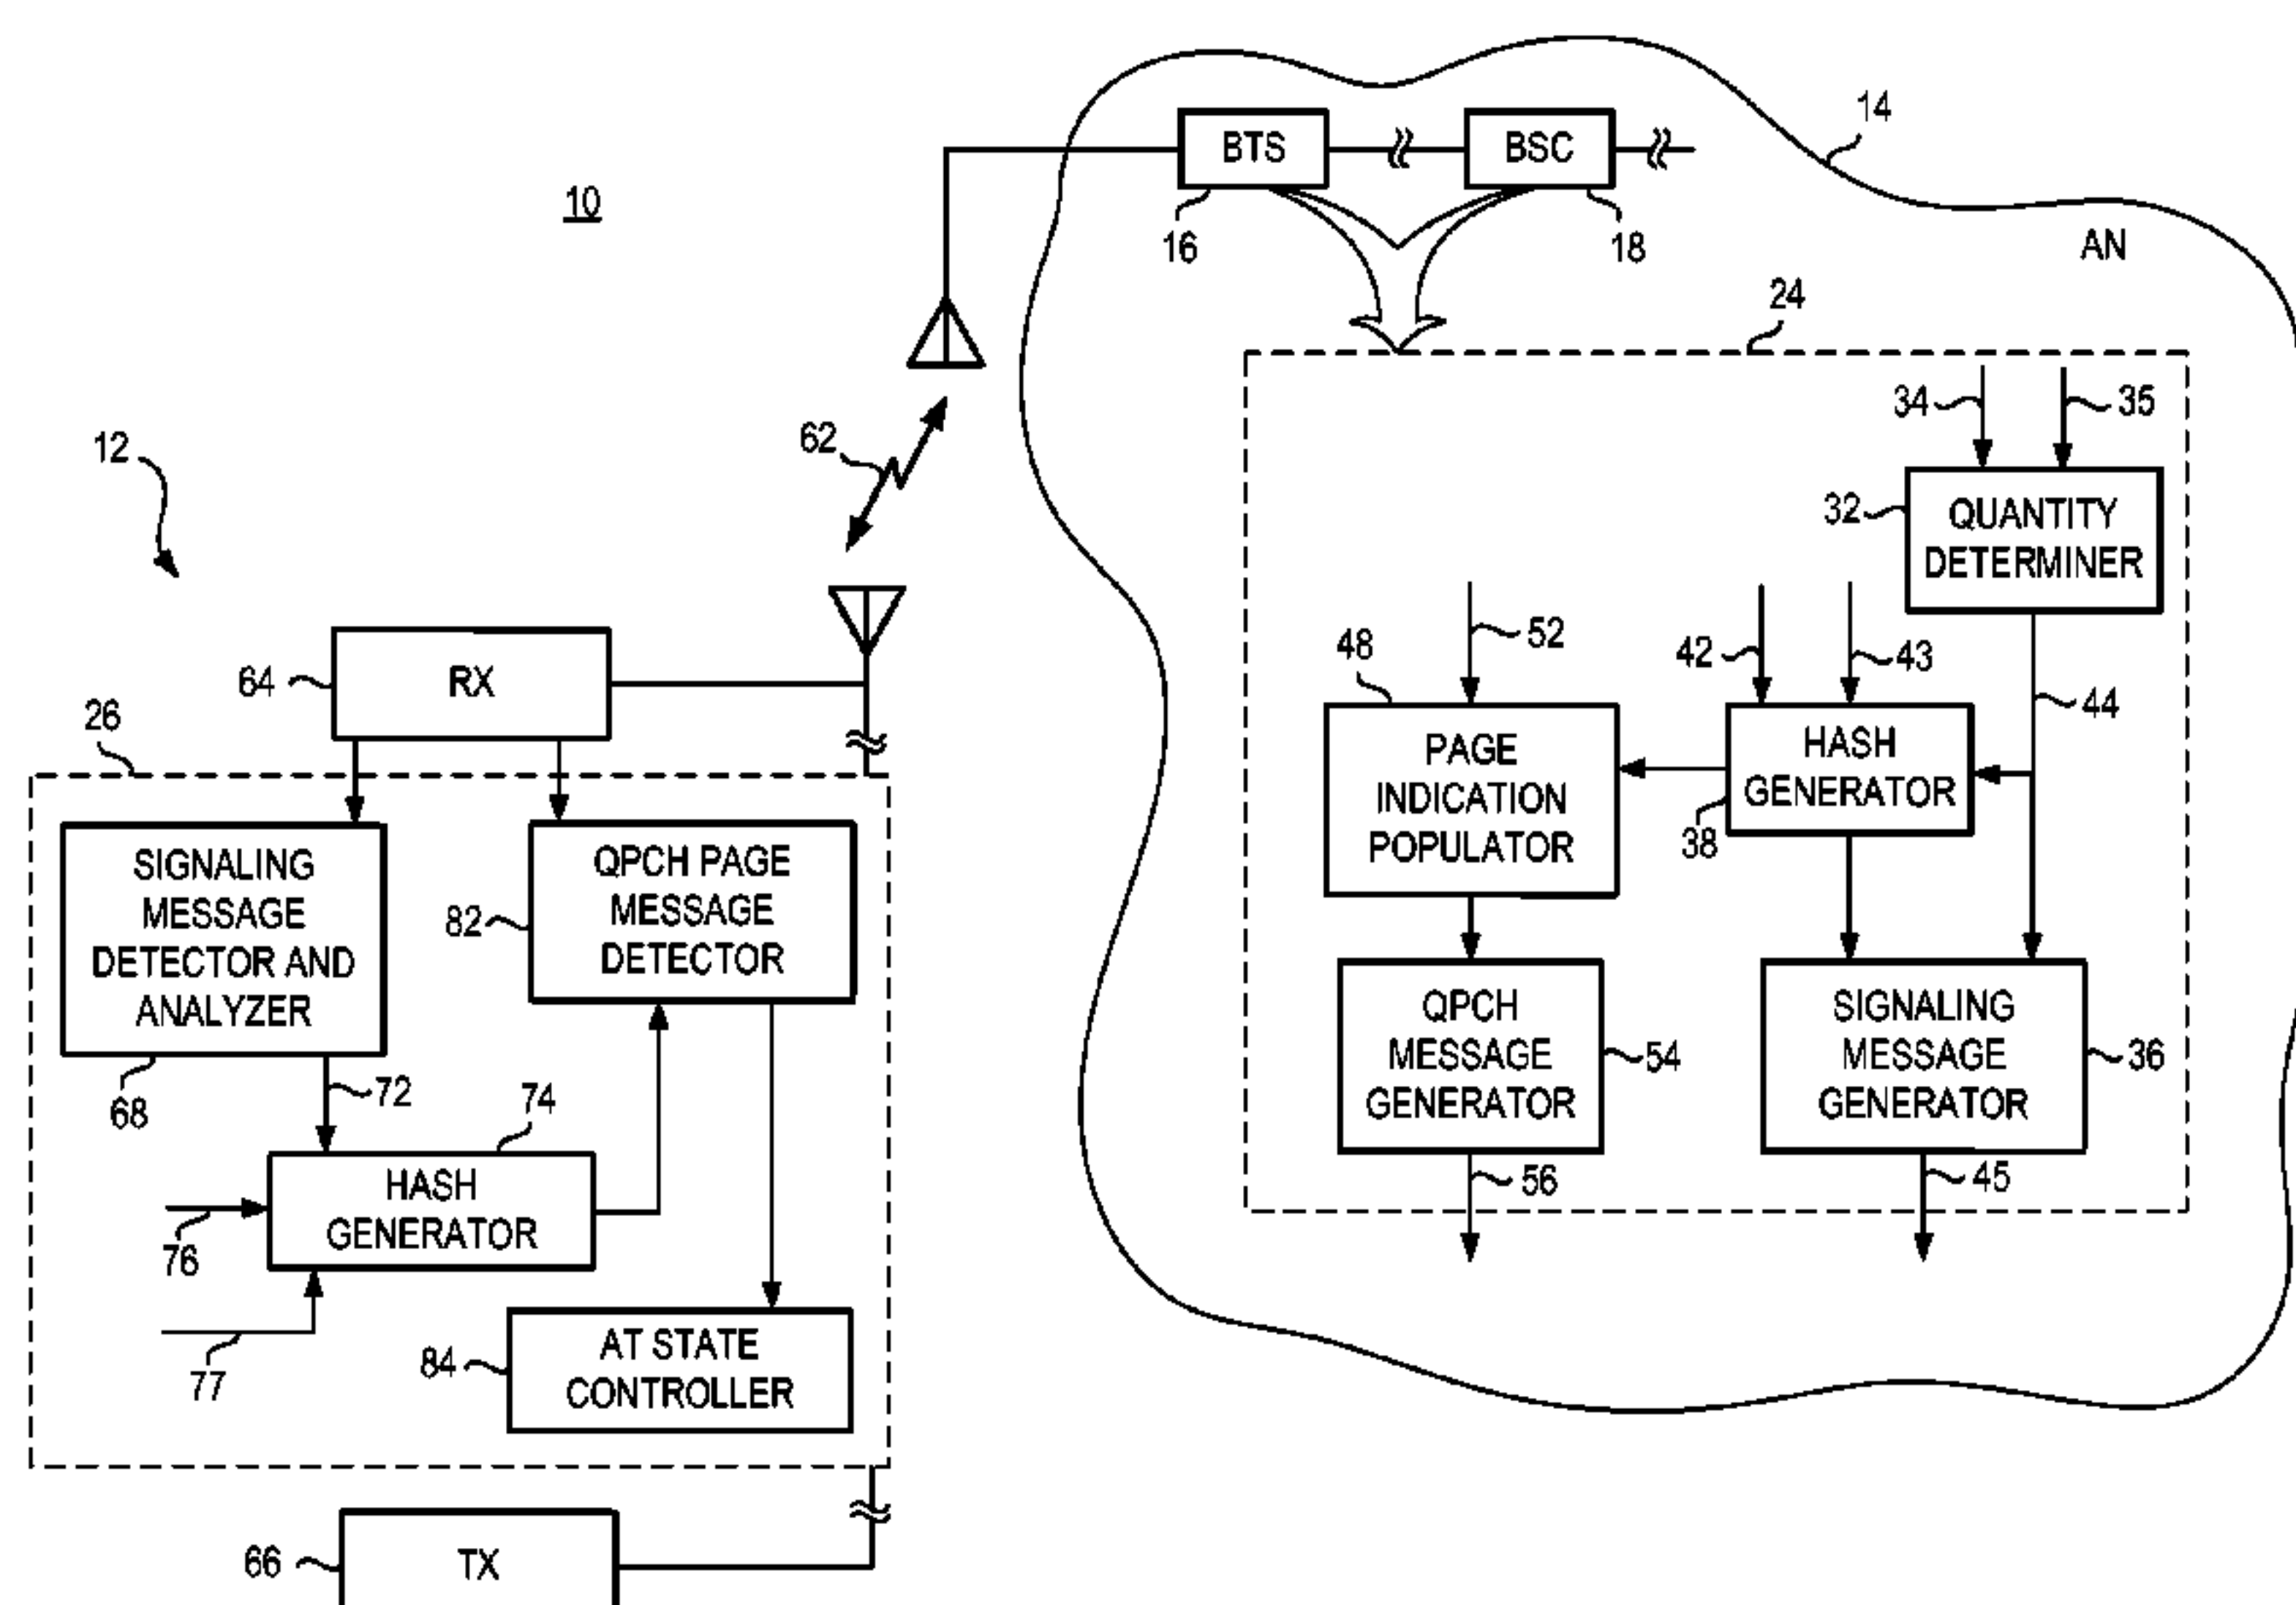 10
12
14
BTS
BSC
16
18
AN
24
34
35
32
QUANTITY
DETERMINER
62
52
42
43
44
48
PAGE
INDICATION
POPULATOR
HASH
GENERATOR
38
64
RX
26
SIGNALING
MESSAGE
DETECTOR AND
ANALYZER
68
72
82
QPCH PAGE
MESSAGE
DETECTOR
QPCH
MESSAGE
GENERATOR
54
56
SIGNALING
MESSAGE
GENERATOR
36
45
74
HASH
GENERATOR
76
77
84
AT STATE
CONTROLLER
66
TX